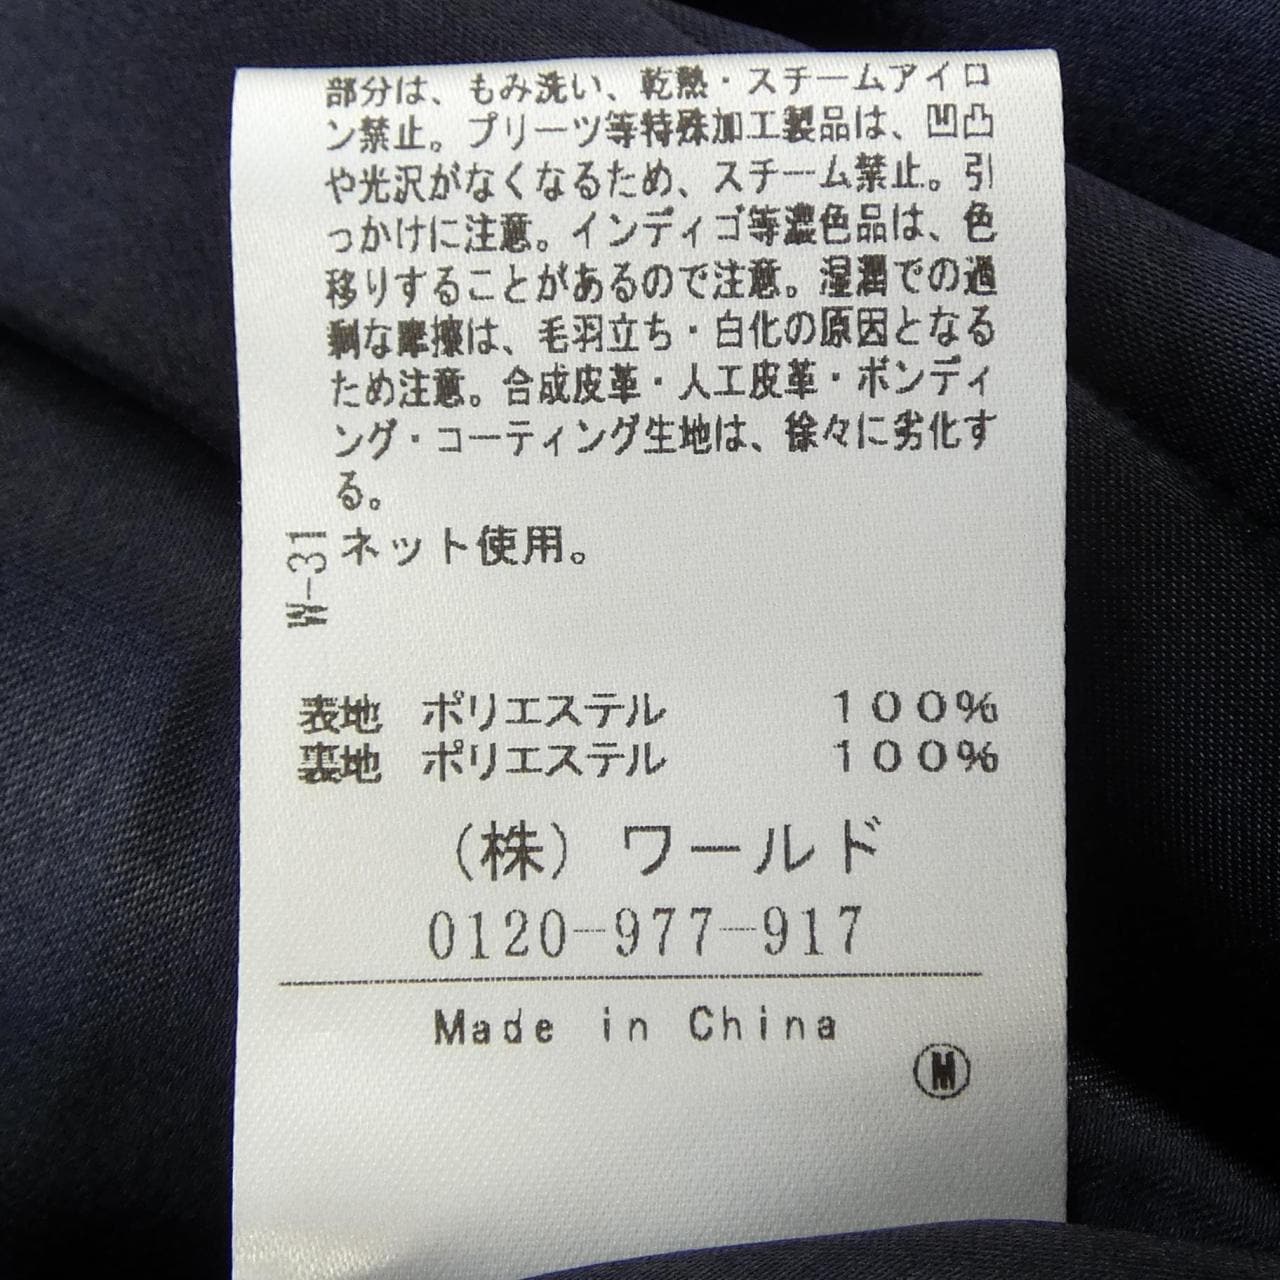 部分は、もみ洗い、乾熱・スチームアイロ
ン禁止。プリーツ等特殊加工製品は、凹凸
や光沢がなくなるため、スチーム禁止。引
っかけに注意。インディゴ等濃色品は、色
移りすることがあるので注意。湿潤での過
剰な摩擦は、毛羽立ち・白化の原因となる
ため注意。合成皮革・人工皮革・ボンディ
ング・コーティング生地は、徐々に劣化す
る。
ネット使用。
W-31
表地 ポリエステル 100%
裏地 ポリエステル 100%
(株) ワールド
0120-977-917
Made in China
M